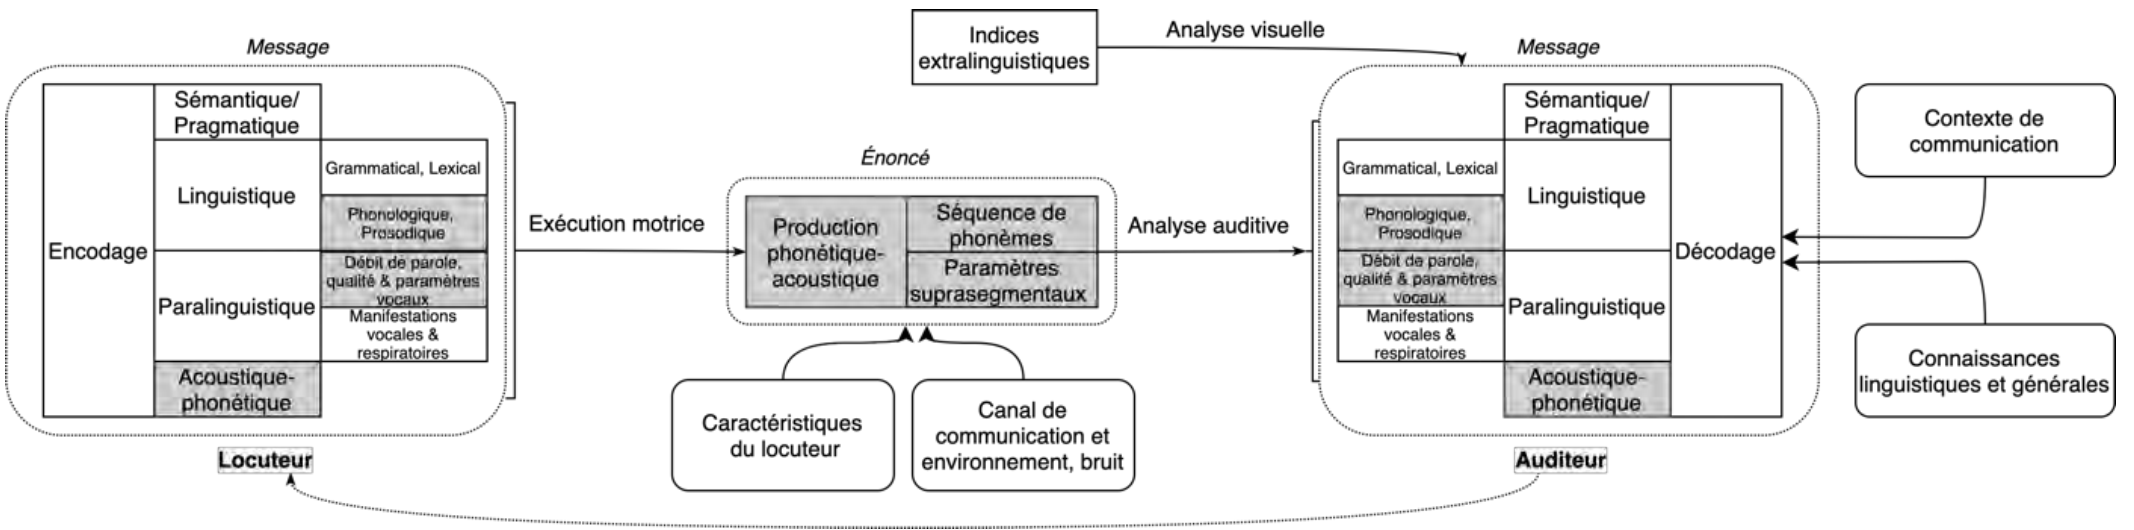 Message
Encodage
Sémantique/
Pragmatique
Linguistique
Grammatical, Lexical
Phonologique,
Prosodique
Paralinguistique
Débit de parole,
qualité & paramètres
vocaux
Manifestations
vocales &
respiratoires
Acoustique-
phonétique
Locuteur
Exécution motrice
Énoncé
Production
phonétique-
acoustique
Séquence de
phonèmes
Paramètres
suprasegmentaux
Caractéristiques
du locuteur
Canal de
communication et
environnement, bruit
Indices
extralinguistiques
Analyse visuelle
Analyse auditive
Message
Sémantique/
Pragmatique
Grammatical, Lexical
Linguistique
Phonologique,
Prosodique
Débit de parole,
qualité & paramètres
vocaux
Paralinguistique
Manifestations
vocales &
respiratoires
Acoustique-
phonétique
Décodage
Auditeur
Contexte de
communication
Connaissances
linguistiques et générales